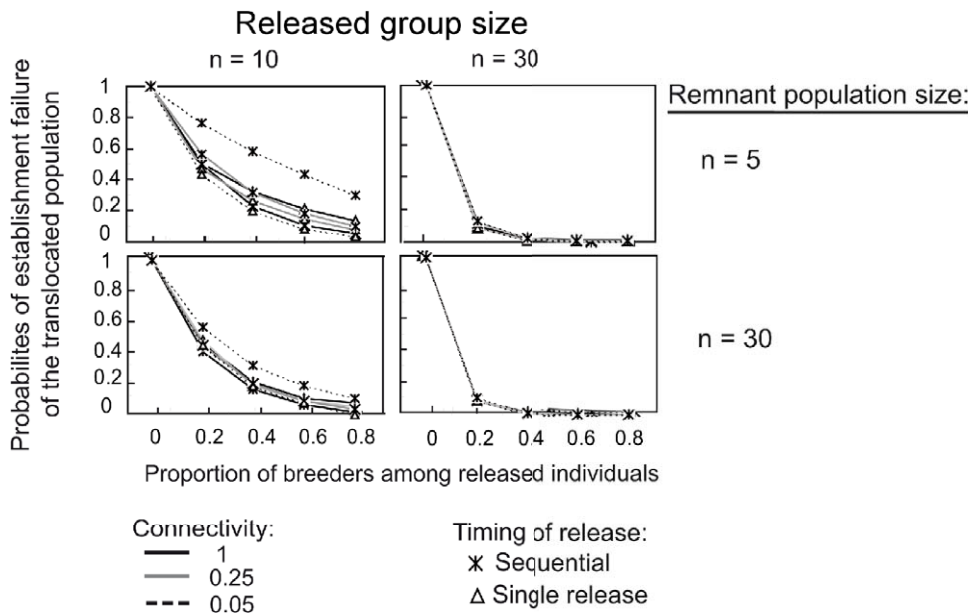 Released group size
n = 10
n = 30
Remnant population size:
Probabilites of establishment failure
of the translocated population
1
0.8
0.6
0.4
0.2
0
n = 5
1
0.8
0.6
0.4
0.2
0
n = 30
0 0.2 0.4 0.6 0.8
0 0.2 0.4 0.6 0.8
Proportion of breeders among released individuals
Connectivity:
1
0.25
0.05
Timing of release:
Sequential
Single release